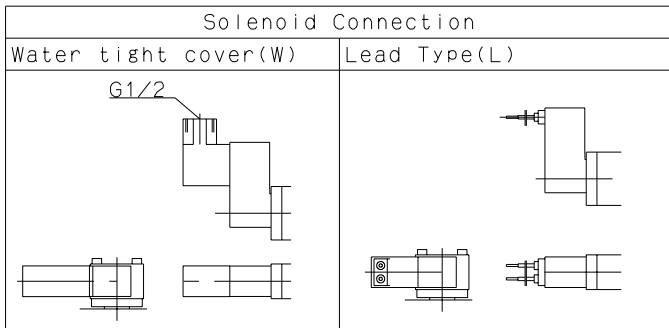 Solenoid Connection
Water tight cover(W)
Lead Type(L)
G1/2